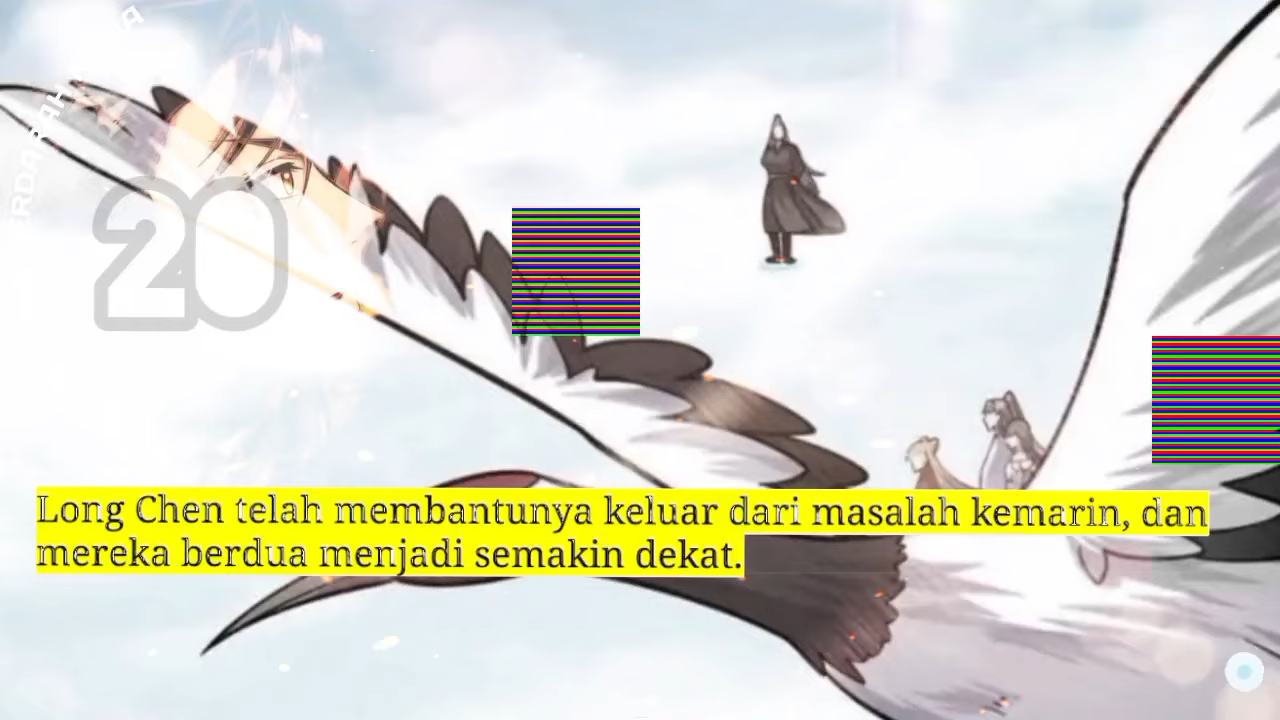 20
Long Chen telah membantunya keluar dari masalah kemarin, dan
mereka berdua menjadi semakin dekat.